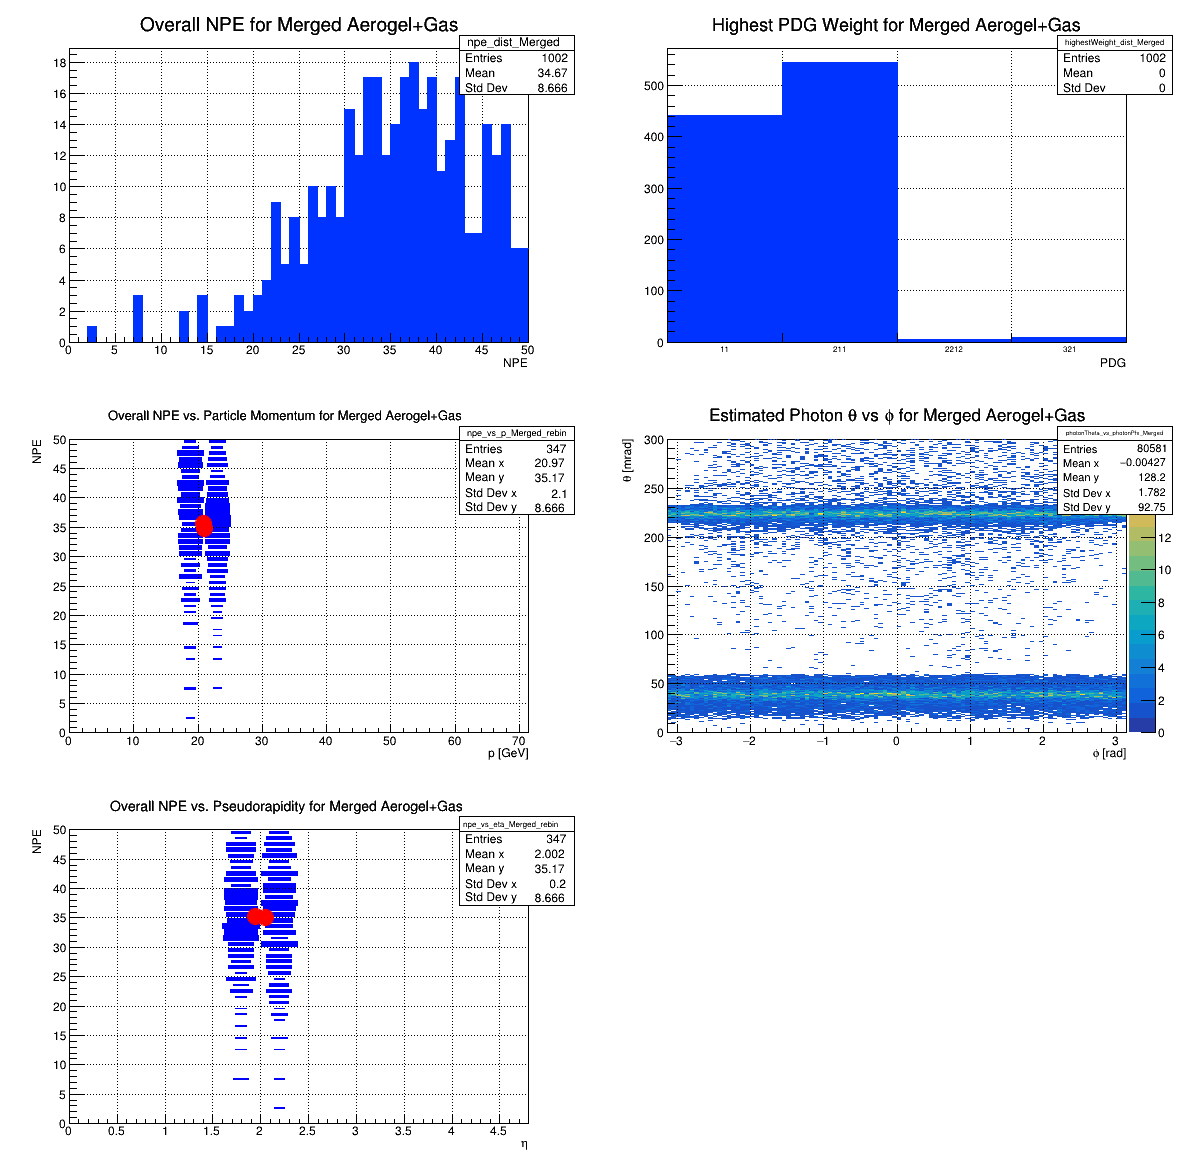 Overall NPE for Merged Aerogel+Gas
npe_dist_Merged
Entries 1002
Mean 34.67
Std Dev 8.666
18
16
14
12
10
8
6
4
2
0
0 5 10 15 20 25 30 35 40 45 50
NPE
Highest PDG Weight for Merged Aerogel+Gas
highestWeight_dist_Merged
Entries 1002
Mean 0
Std Dev 0
500
400
300
200
100
0
11 211 2212 321
PDG
Overall NPE vs. Particle Momentum for Merged Aerogel+Gas
npe_vs_p_Merged_rebin
Entries 347
Mean x 20.97
Mean y 35.17
Std Dev x 2.1
Std Dev y 8.666
NPE
50
45
40
35
30
25
20
15
10
5
0
0 10 20 30 40 50 60 70
p [GeV]
Estimated Photon θ vs ϕ for Merged Aerogel+Gas
photonTheta_vs_photonPhi_Merged
Entries 80581
Mean x −0.00427
Mean y 128.2
Std Dev x 1.782
Std Dev y 92.75
θ [mrad]
300
250
200
150
100
50
0
−3 −2 −1 0 1 2 3
ϕ [rad]
12
10
8
6
4
2
0
Overall NPE vs. Pseudorapidity for Merged Aerogel+Gas
npe_vs_eta_Merged_rebin
Entries 347
Mean x 2.002
Mean y 35.17
Std Dev x 0.2
Std Dev y 8.666
NPE
50
45
40
35
30
25
20
15
10
5
0
0 0.5 1 1.5 2 2.5 3 3.5 4 4.5
η